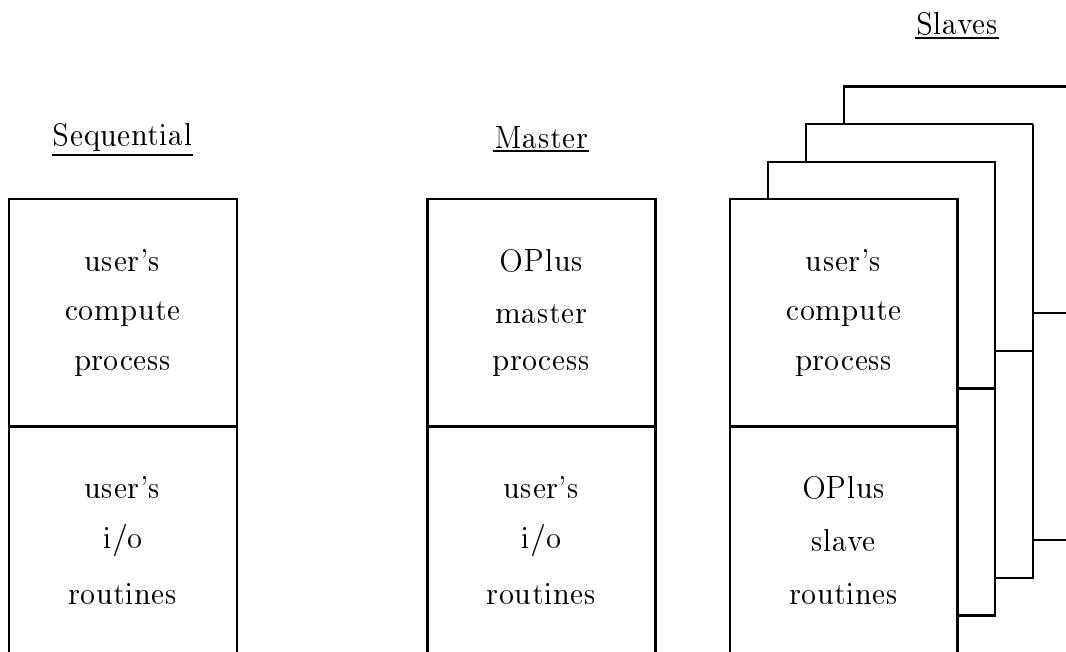 Slaves
Sequential
Master
user's
compute
process
OPlus
master
process
user's
compute
process
user's
i/o
routines
user's
i/o
routines
OPlus
slave
routines